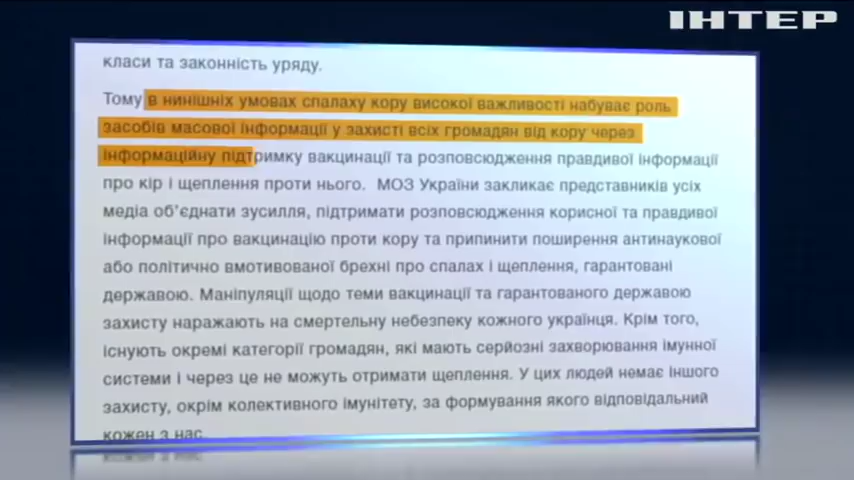 ІНТЕР
класи та законність уряду.
Тому в нинішніх умовах спалаху кору високої важливості набуває роль
засобів масової інформації у захисті всіх громадян від кору через
інформаційну підтримку вакцинації та розповсюдження правдивої інформації
про кір і щеплення проти нього. МОЗ України закликає представників усіх
медіа об’єднати зусилля, підтримати розповсюдження корисної та правдивої
інформації про вакцинацію проти кору та припинити поширення антинаукової
або політично вмотивованої брехні про спалах і щеплення, гарантовані
державою. Маніпуляції щодо теми вакцинації та гарантованого державою
захисту наражають на смертельну небезпеку кожного українця. Крім того,
існують окремі категорії громадян, які мають серйозні захворювання імунної
системи і через це не можуть отримати щеплення. У цих людей немає іншого
захисту, окрім колективного імунітету, за формування якого відповідальний
кожен з нас.